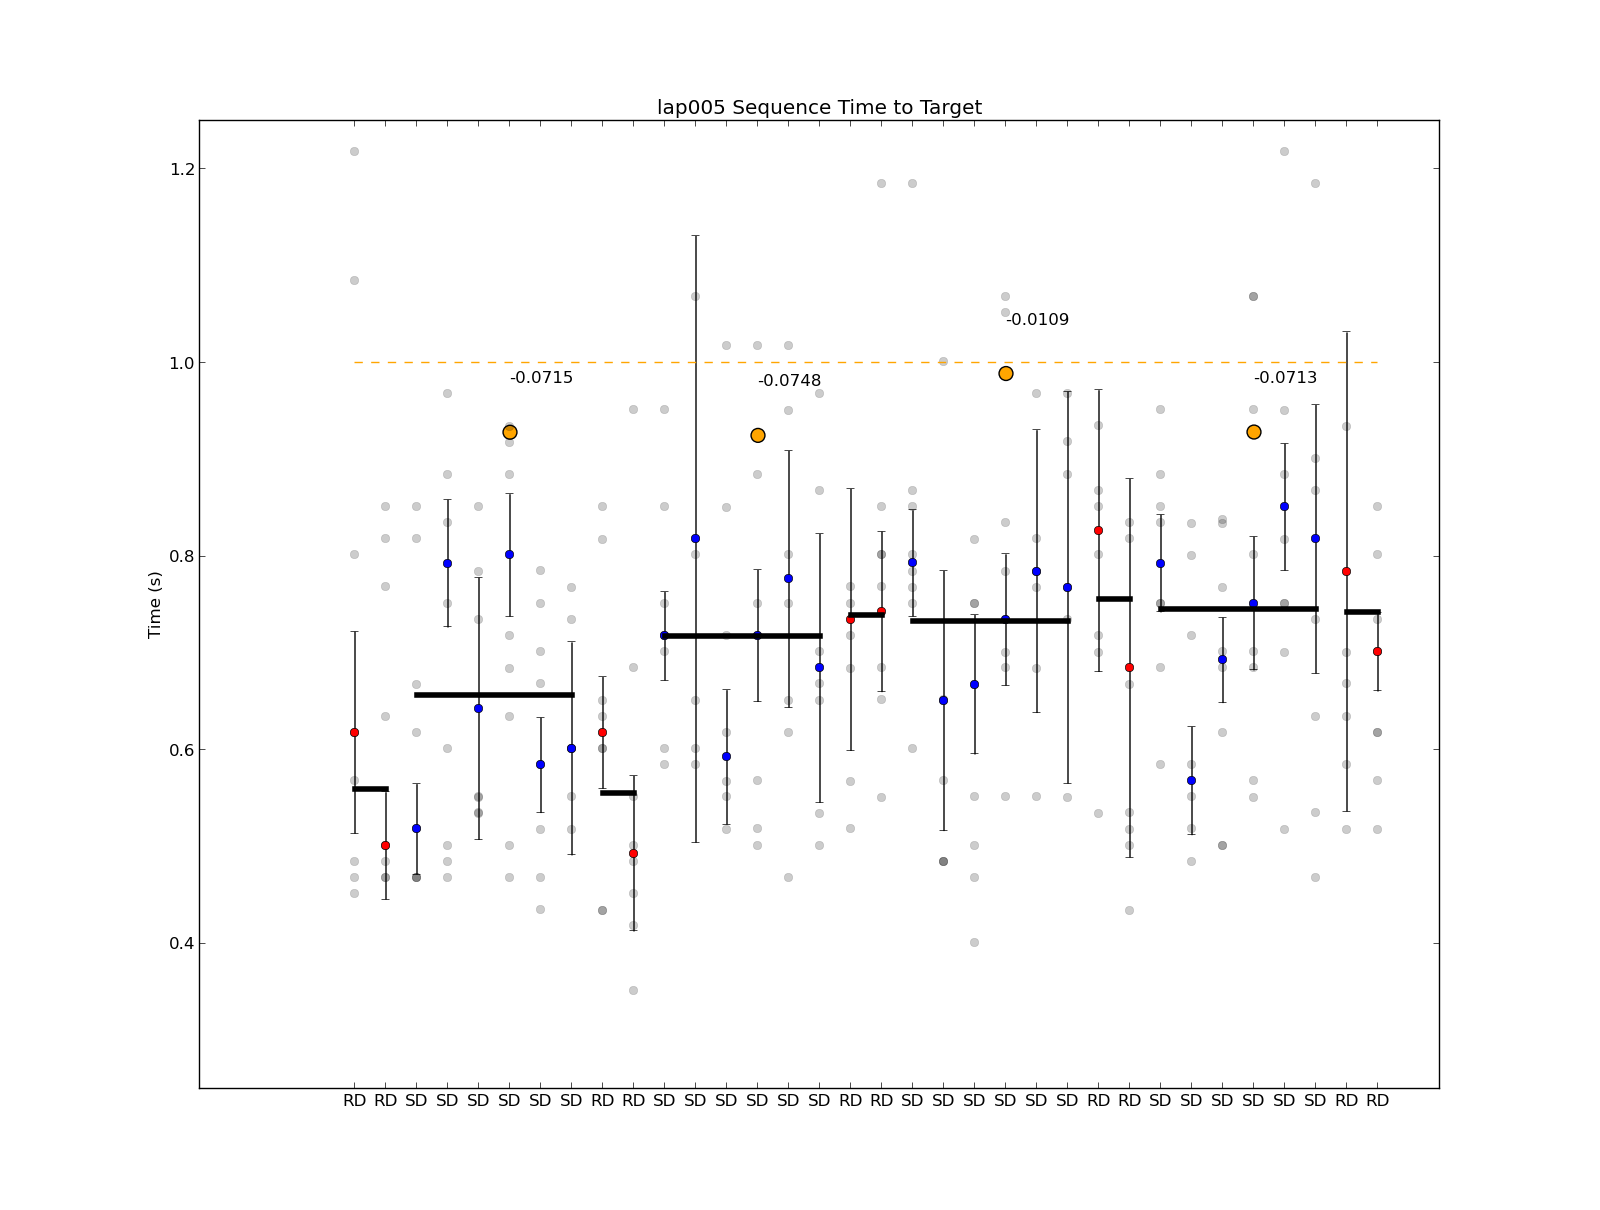 lap005 Sequence Time to Target
1.2
-0.0109
1.0
-0.0715 -0.0748 -0.0713
0.8
Time (s)
0.6
0.4
RD RD SD SD SD SD SD SD RD RD SD SD SD SD SD SD RD RD SD SD SD SD SD SD RD RD SD SD SD SD SD SD RD RD